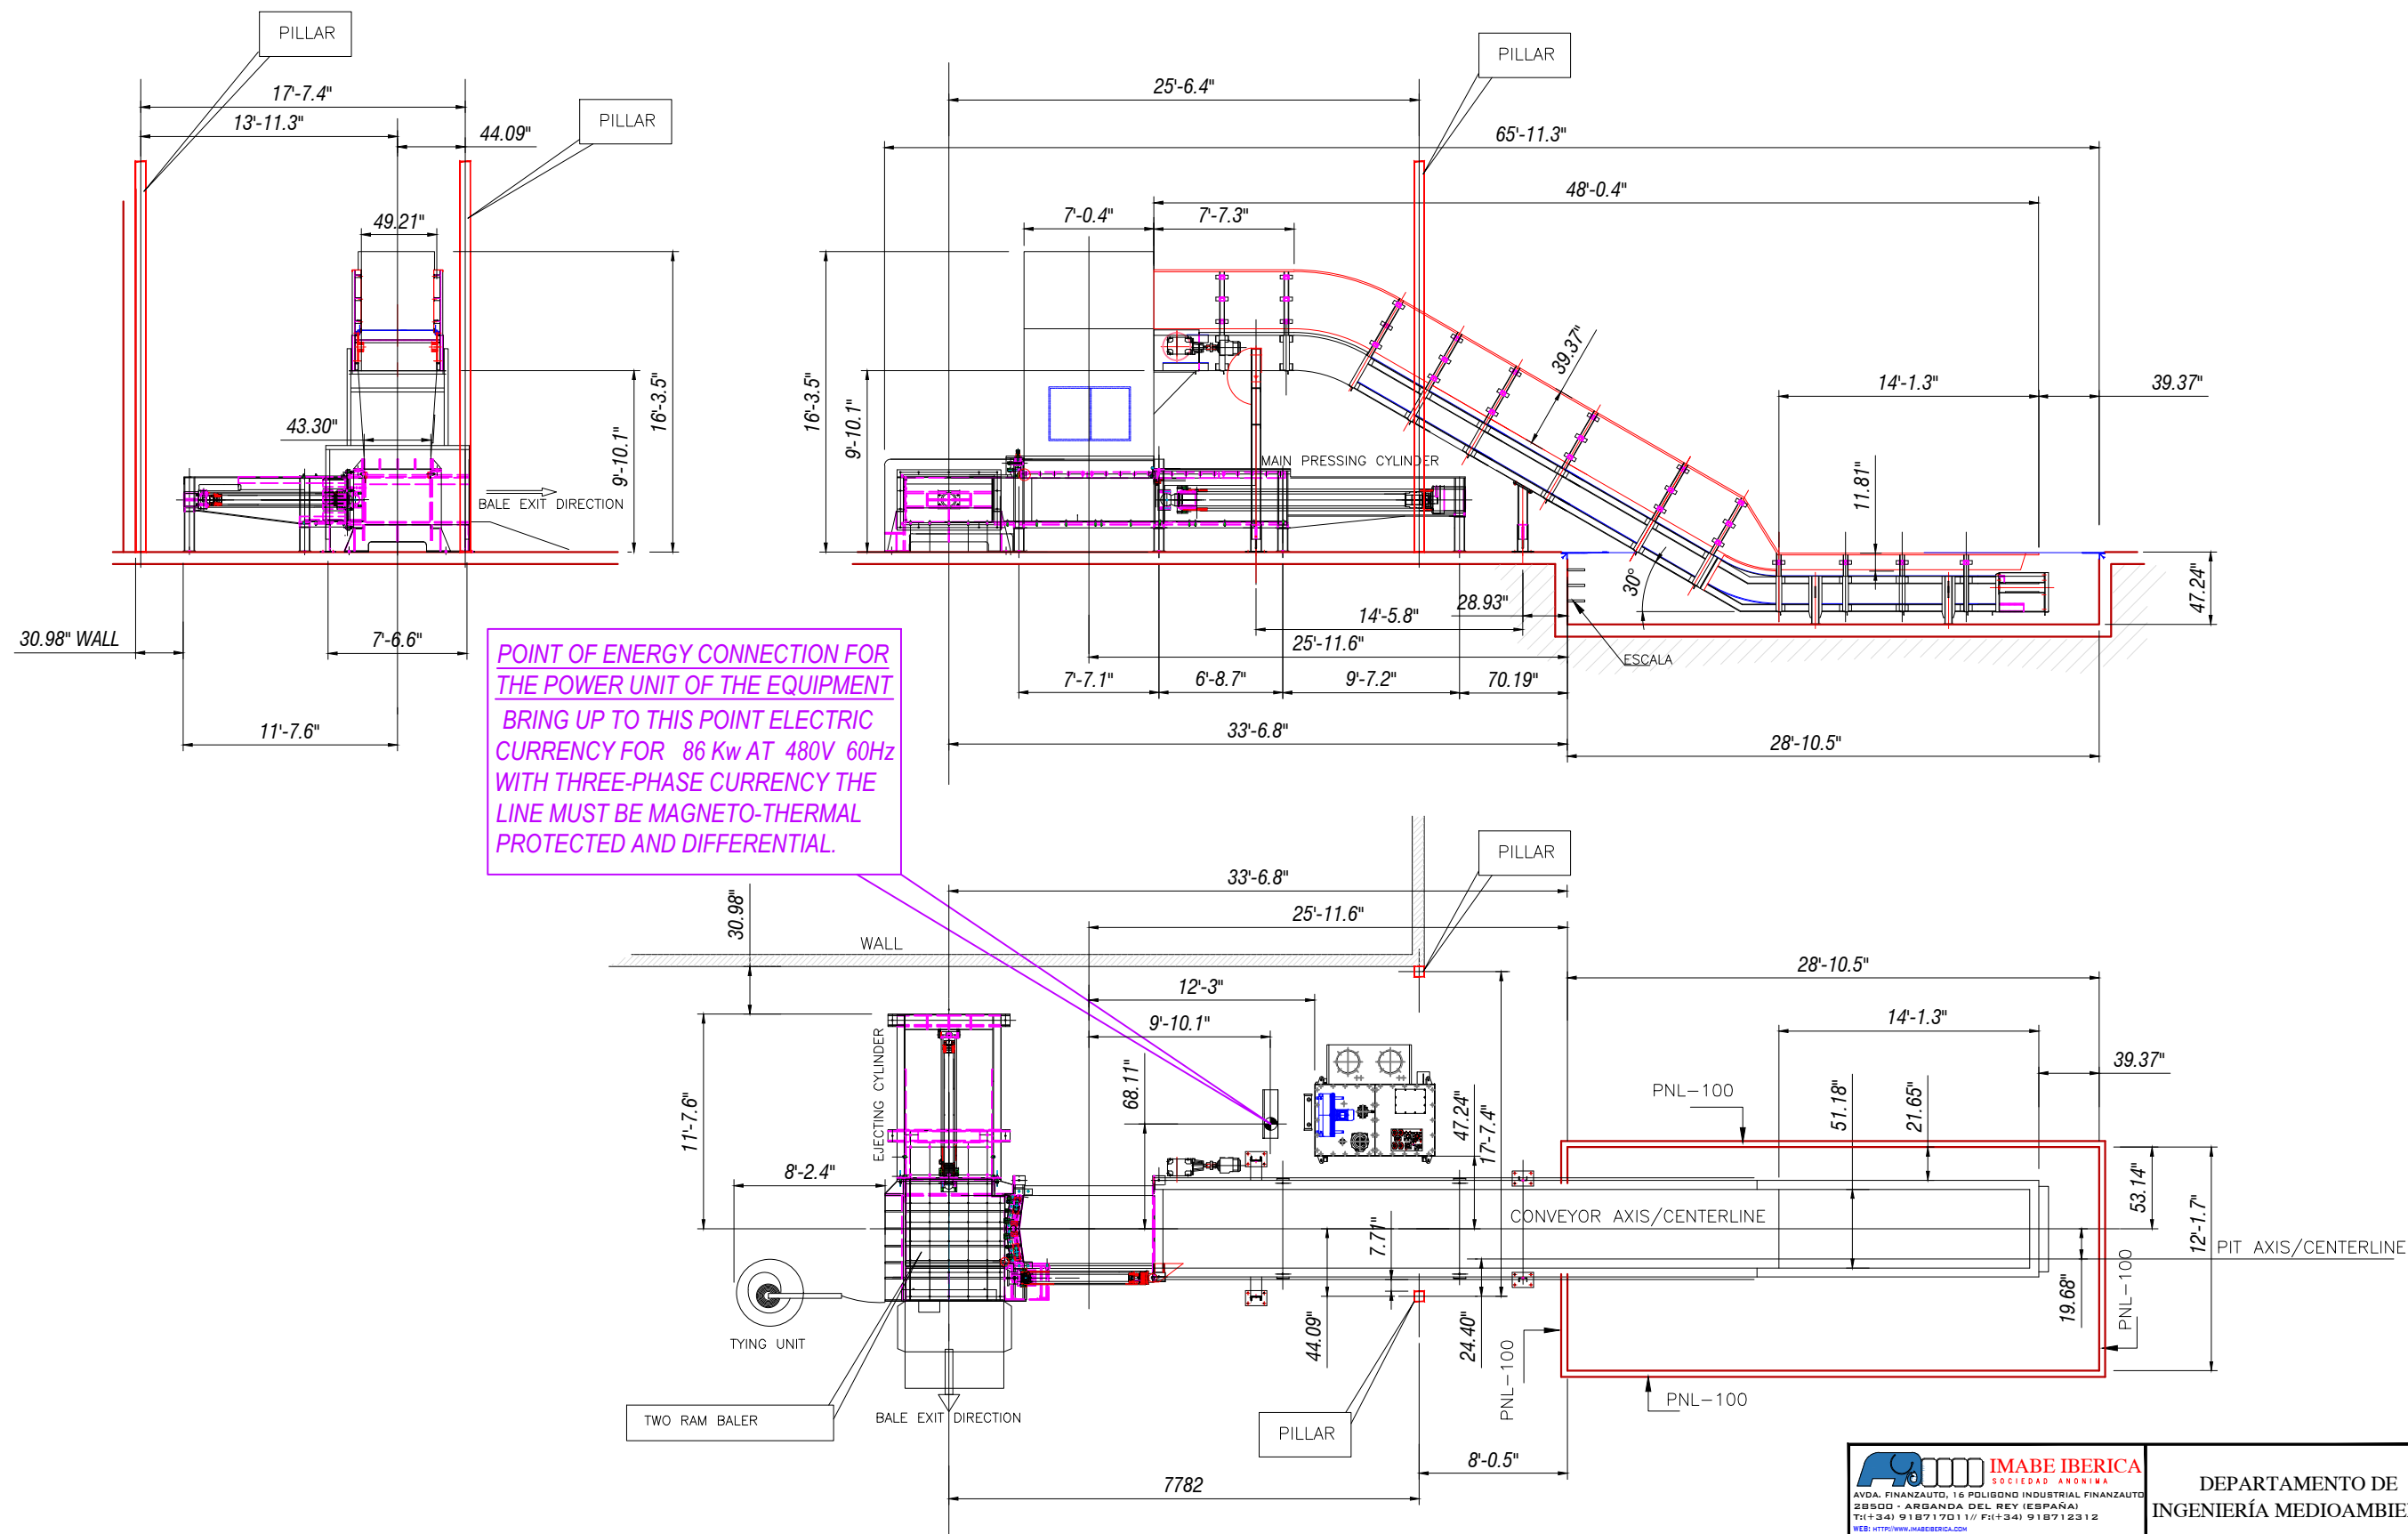 PILLAR
17'-7.4"
13'-11.3"
44.09"
PILLAR
49.21"
43.30"
16'-3.5"
9'-10.1"
BALE EXIT DIRECTION
30.98" WALL
7'-6.6"
11'-7.6"
PILLAR
25'-6.4"
65'-11.3"
48'-0.4"
7'-0.4"
7'-7.3"
16'-3.5"
9'-10.1"
39.37"
14'-1.3"
39.37"
MAIN PRESSING CYLINDER
11.81"
30°
47.24"
28.93"
14'-5.8"
25'-11.6"
ESCALA
7'-7.1"
6'-8.7"
9'-7.2"
70.19"
33'-6.8"
28'-10.5"
POINT OF ENERGY CONNECTION FOR
THE POWER UNIT OF THE EQUIPMENT
BRING UP TO THIS POINT ELECTRIC
CURRENCY FOR 86 Kw AT 480V 60Hz
WITH THREE-PHASE CURRENCY THE
LINE MUST BE MAGNETO-THERMAL
PROTECTED AND DIFFERENTIAL.
PILLAR
33'-6.8"
30.98"
25'-11.6"
WALL
28'-10.5"
12'-3"
9'-10.1"
14'-1.3"
39.37"
EJECTING CYLINDER
11'-7.6"
68.11"
47.24"
17'-7.4"
PNL-100
51.18"
21.65"
53.14"
12'-1.7"
8'-2.4"
CONVEYOR AXIS/CENTERLINE
7.71"
PIT AXIS/CENTERLINE
19.68"
PNL-100
44.09"
24.40"
PNL-100
TYING UNIT
PNL-100
TWO RAM BALER
BALE EXIT DIRECTION
PILLAR
8'-0.5"
7782
IMABE IBERICA
SOCIEDAD ANONIMA
AVDA. FINANZAUTO, 16 POLIGONO INDUSTRIAL FINANZAUTO
28500 - ARGANDA DEL REY (ESPAÑA)
T:(+34) 918717011// F:(+34) 918712312
WEB: HTTP://WWW.IMABEIBERICA.COM
DEPARTAMENTO DE
INGENIERÍA MEDIOAMBIE